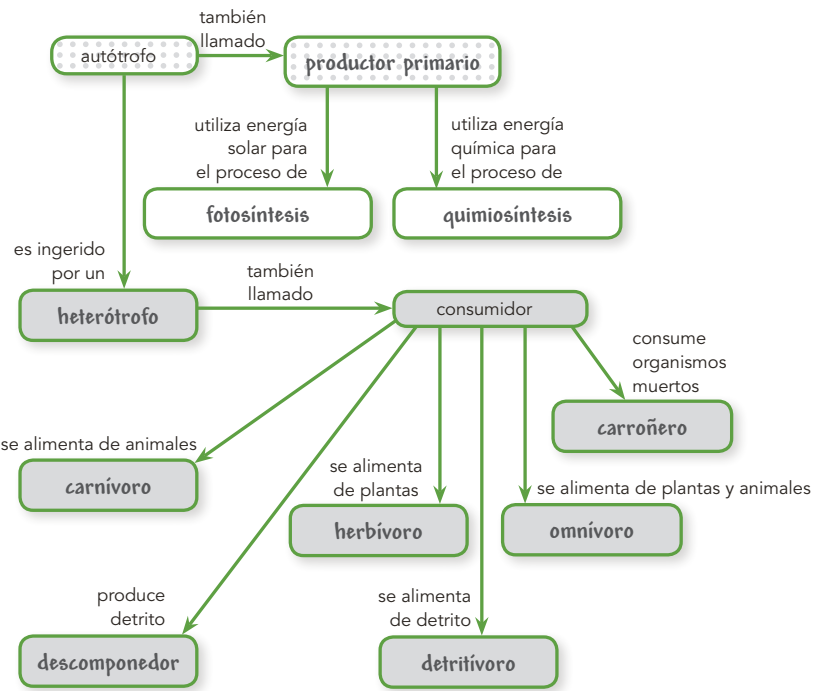 también
llamado
autótrofo
productor primario
utiliza energía
solar para
el proceso de
utiliza energía
química para
el proceso de
fotosíntesis
quimiosíntesis
es ingerido
por un
también
llamado
heterótrofo
consumidor
consume
organismos
muertos
carroñero
se alimenta de animales
carnívoro
se alimenta
de plantas
herbívoro
se alimenta de plantas y animales
omnívoro
produce
detrito
descomponedor
se alimenta
de detrito
detritívoro